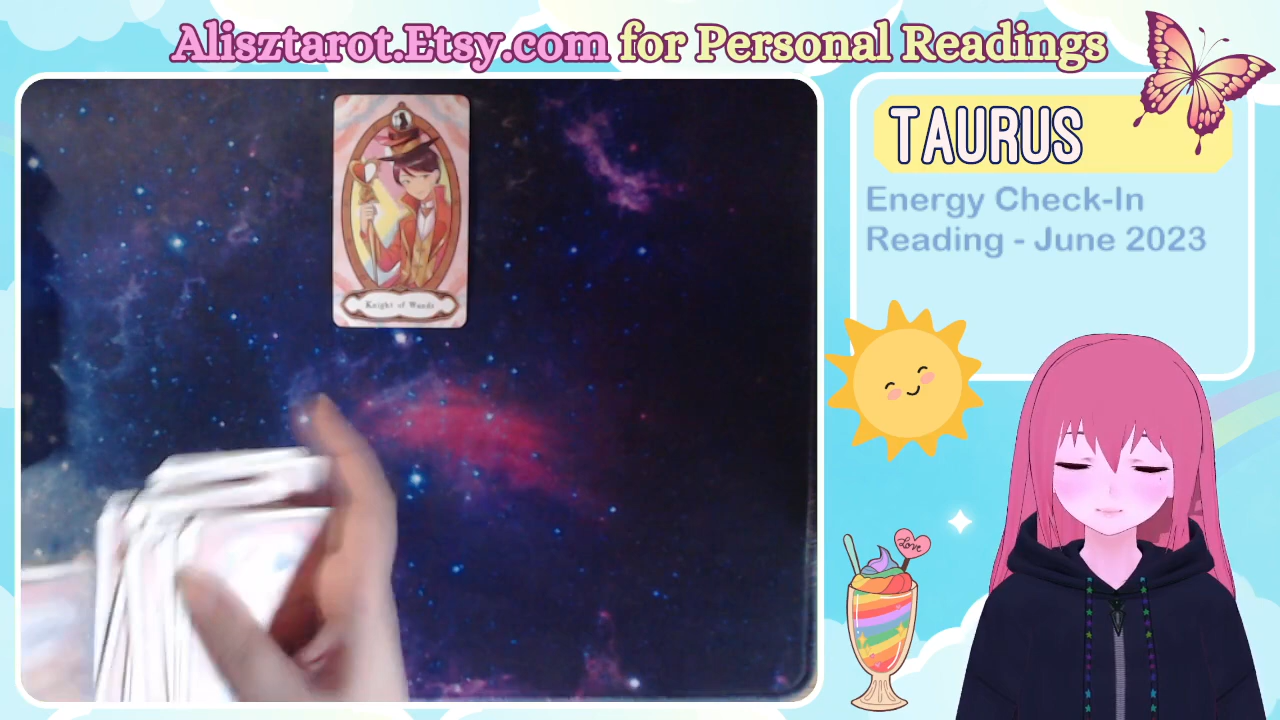 Alisztarot.Etsy.com for Personal Readings
TAURUS
Energy Check-In
Reading - June 2023
Knight of Wands
Love